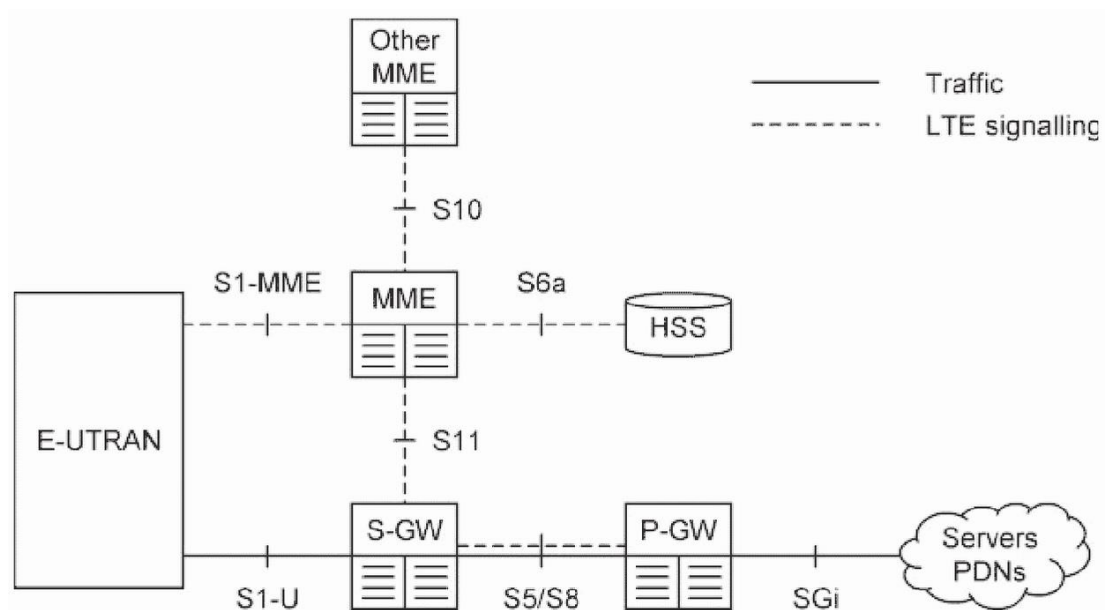 Other
MME
Traffic
LTE signalling
S10
S1-MME
MME
S6a
HSS
E-UTRAN
S11
S-GW
P-GW
Servers
PDNs
S1-U
S5/S8
SGi